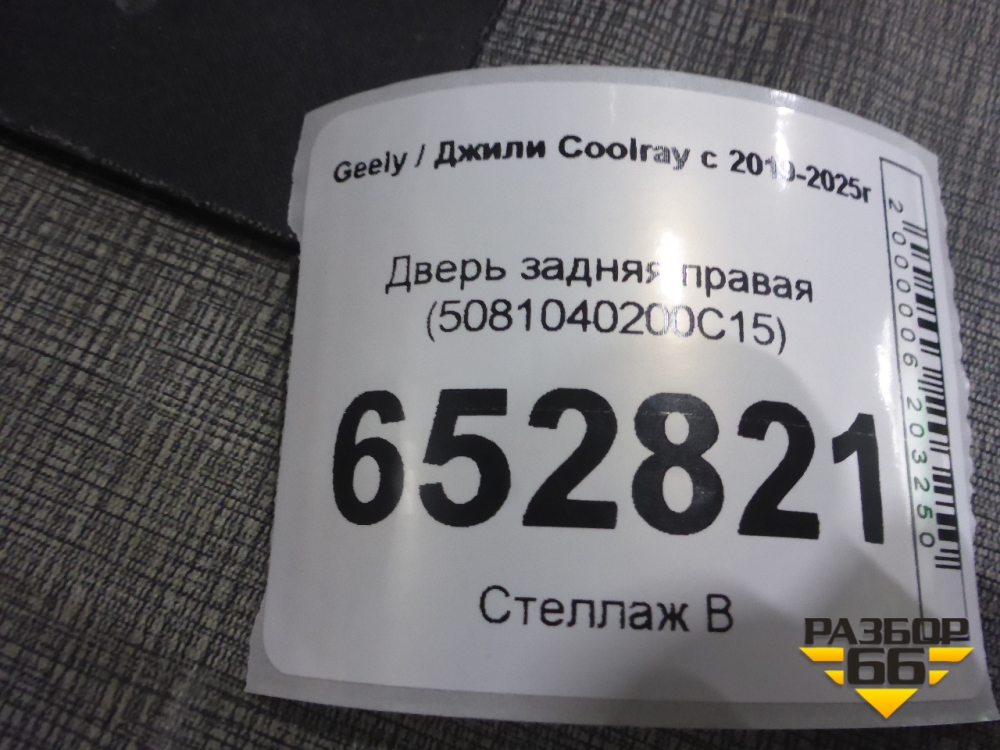 Geely / Джили Coolray с 2019-2025г
Дверь задняя правая
(5081040200C15)
652821
Стеллаж В
2000006203250
РАЗБОР
66